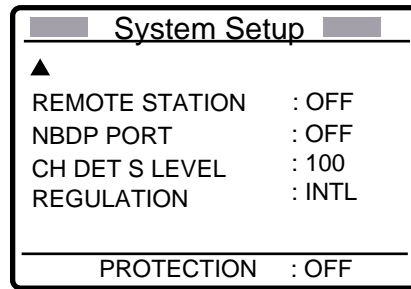 System Setup
▲
REMOTE STATION : OFF
NBDP PORT : OFF
CH DET S LEVEL : 100
REGULATION : INTL
PROTECTION : OFF